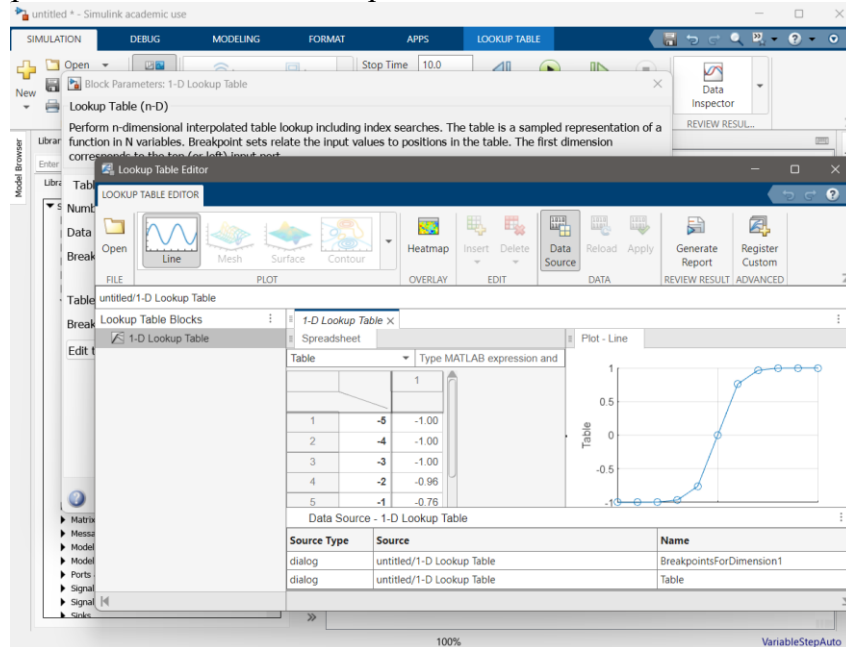 untitled * - Simulink academic use
SIMULATION DEBUG MODELING FORMAT APPS LOOKUP TABLE
Open Stop Time 10.0
New
Data
Inspector
REVIEW RESUL...
Block Parameters: 1-D Lookup Table
Lookup Table (n-D)
Perform n-dimensional interpolated table lookup including index searches. The table is a sampled representation of a
function in N variables. Breakpoint sets relate the input values to positions in the table. The first dimension
corresponds to the top (or left) input port
Model Browser
Librar
Enter
Libra
Tabl
Numb
Data
Break
Table
Break
Edit t
Lookup Table Editor
LOOKUP TABLE EDITOR
Open Line Mesh Surface Contour Heatmap Insert Delete Data Source Reload Apply Generate Report Register Custom
FILE PLOT OVERLAY EDIT DATA REVIEW RESULT ADVANCED
untitled/1-D Lookup Table
Lookup Table Blocks
1-D Lookup Table
1-D Lookup Table
Spreadsheet
Plot - Line
Table Type MATLAB expression and
1
1 -5 -1.00
2 -4 -1.00
3 -3 -1.00
4 -2 -0.96
5 -1 -0.76
1
0.5
0
-0.5
-1
Table
Data Source - 1-D Lookup Table
Source Type Source Name
dialog untitled/1-D Lookup Table BreakpointsForDimension1
dialog untitled/1-D Lookup Table Table
Matrix
Messa
Model
Model
Ports
Signal
Signal
Sinks
100% VariableStepAuto